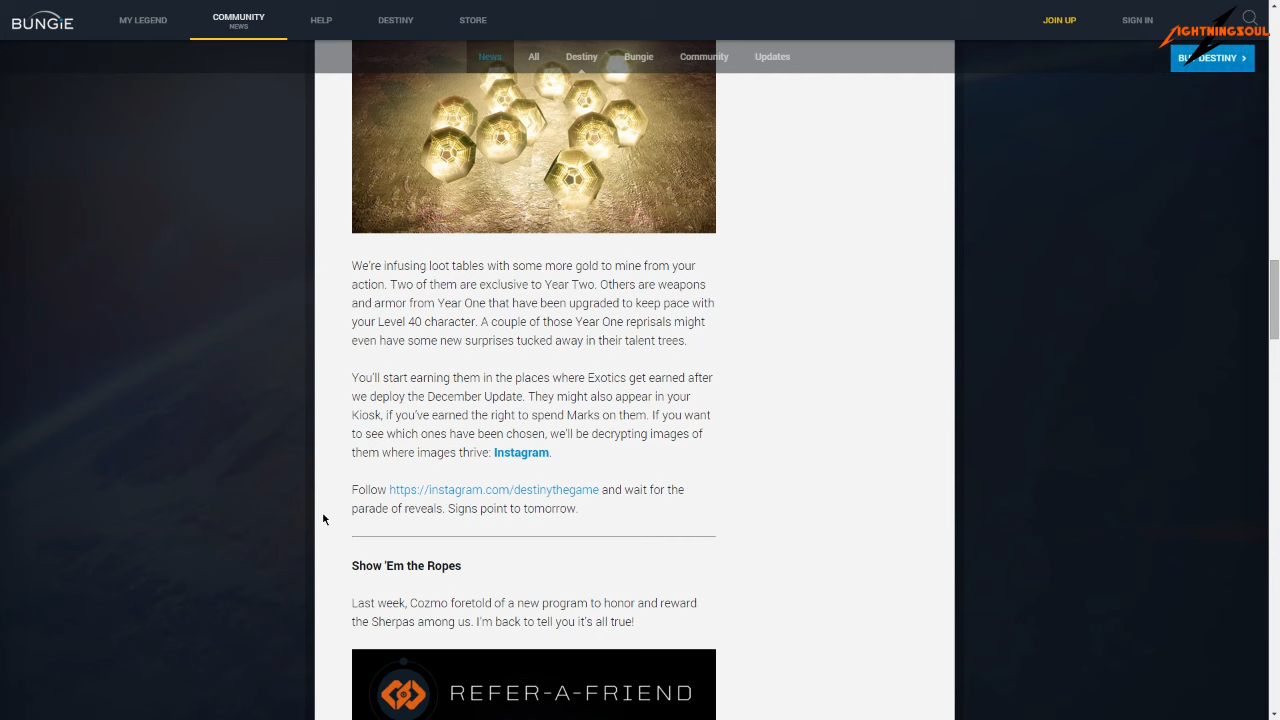 BUNGiE
MY LEGEND
COMMUNITY
NEWS
HELP
DESTINY
STORE
JOIN UP
SIGN IN
LIGHTNINGSOUL
News
All
Destiny
Bungie
Community
Updates
DESTINY
We're infusing loot tables with some more gold to mine from your
action. Two of them are exclusive to Year Two. Others are weapons
and armor from Year One that have been upgraded to keep pace with
your Level 40 character. A couple of those Year One reprisals might
even have some new surprises tucked away in their talent trees.
You'll start earning them in the places where Exotics get earned after
we deploy the December Update. They might also appear in your
Kiosk, if you've earned the right to spend Marks on them. If you want
to see which ones have been chosen, we'll be decrypting images of
them where images thrive: Instagram.
Follow https://instagram.com/destinythegame and wait for the
parade of reveals. Signs point to tomorrow.
Show 'Em the Ropes
Last week, Cozmo foretold of a new program to honor and reward
the Sherpas among us. I'm back to tell you it's all true!
REFER-A-FRIEND